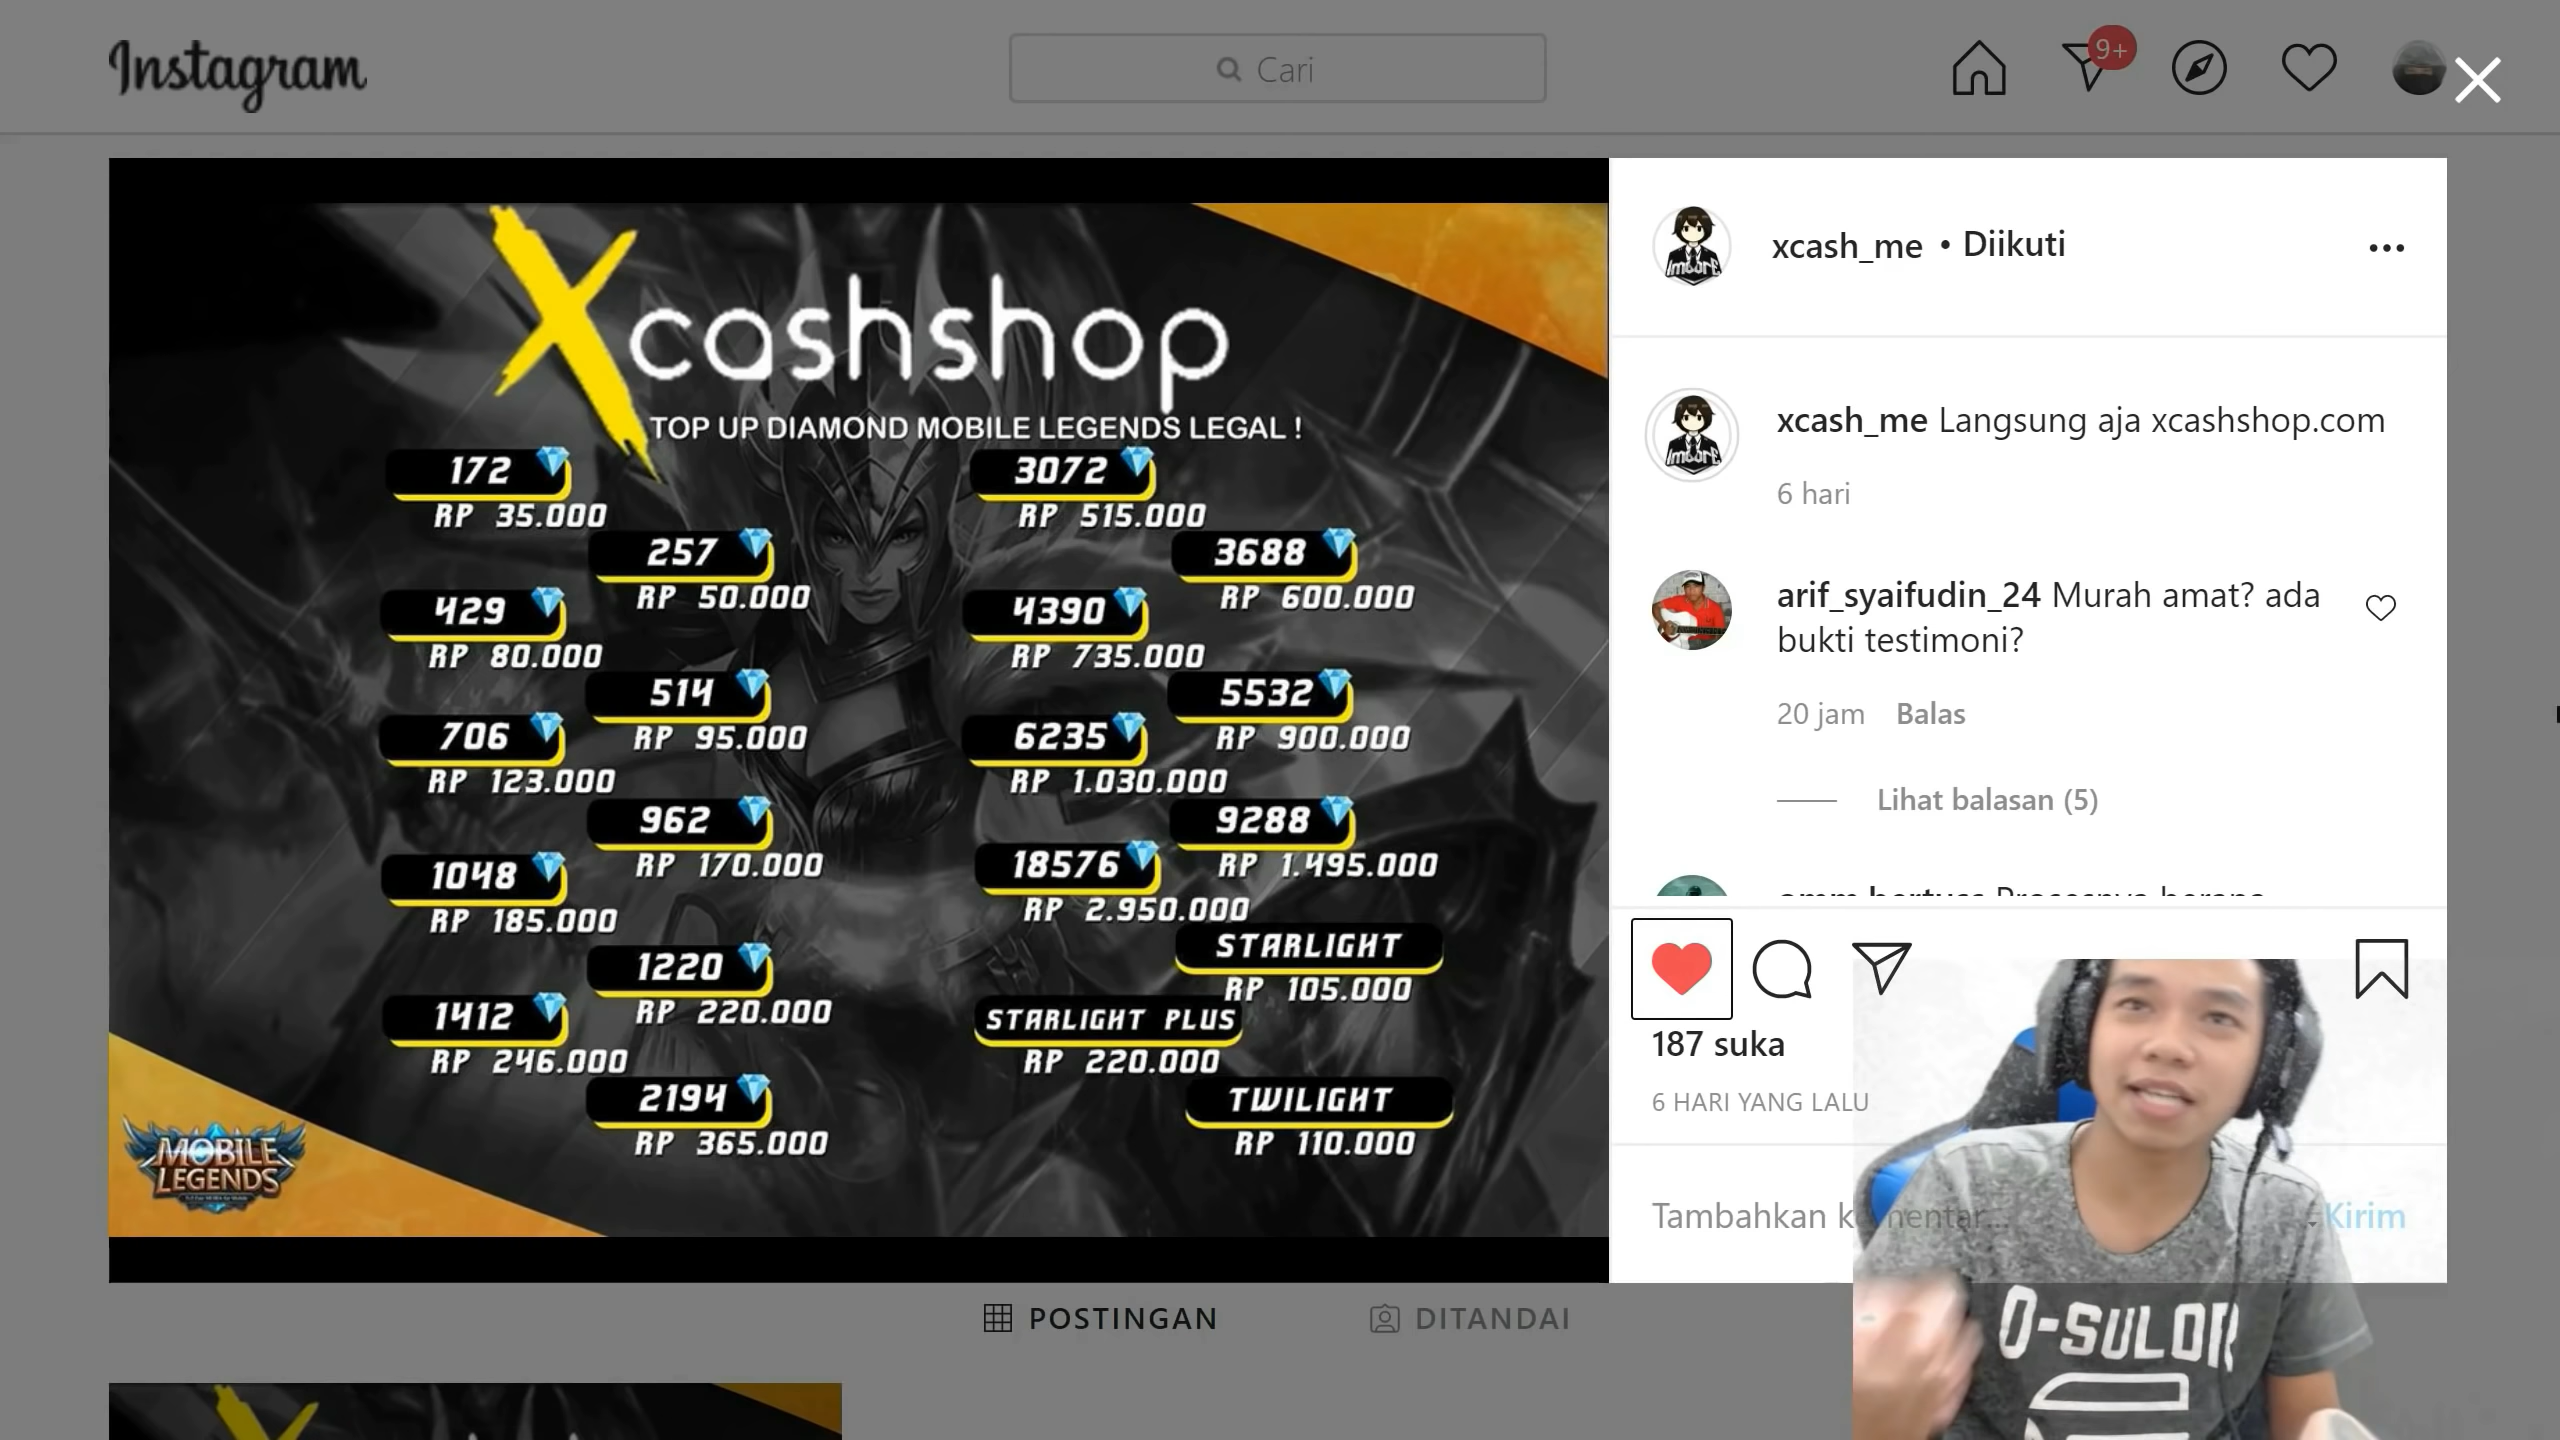 Instagram
Cari
9+
Xcashshop
TOP UP DIAMOND MOBILE LEGENDS LEGAL !
172
RP 35.000
257
RP 50.000
429
RP 80.000
514
RP 95.000
706
RP 123.000
962
RP 170.000
1048
RP 185.000
1220
RP 220.000
1412
RP 246.000
2194
RP 365.000
3072
RP 515.000
3688
RP 600.000
4390
RP 735.000
5532
RP 900.000
6235
RP 1.030.000
9288
RP 1.495.000
18576
RP 2.950.000
STARLIGHT
RP 105.000
STARLIGHT PLUS
RP 220.000
TWILIGHT
RP 110.000
MOBILE
LEGENDS
xcash_me • Diikuti
xcash_me Langsung aja xcashshop.com
6 hari
arif_syaifudin_24 Murah amat? ada
bukti testimoni?
20 jam Balas
Lihat balasan (5)
187 suka
6 HARI YANG LALU
Tambahkan komentar...
Kirim
POSTINGAN
DITANDAI
O-SULOR